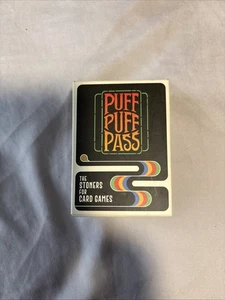 PUFF
PUFF
PASS
THE
STONERS
FOR
CARD GAMES